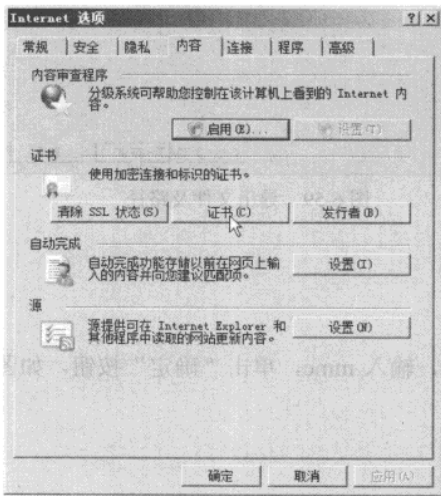 Internet 选项
常规 安全 隐私 内容 连接 程序 高级
内容审查程序
分级系统可帮助您控制在该计算机上看到的 Internet 内
容。
启用(E)... 设置(T)
证书
使用加密连接和标识的证书。
清除 SSL 状态(S) 证书(C) 发行者(B)
自动完成
自动完成功能存储以前在网页上输
入的内容并向您建议匹配项。
设置(I)
源
源提供可在 Internet Explorer 和
其他程序中读取的网站更新内容。
设置(N)
确定 取消 应用(A)